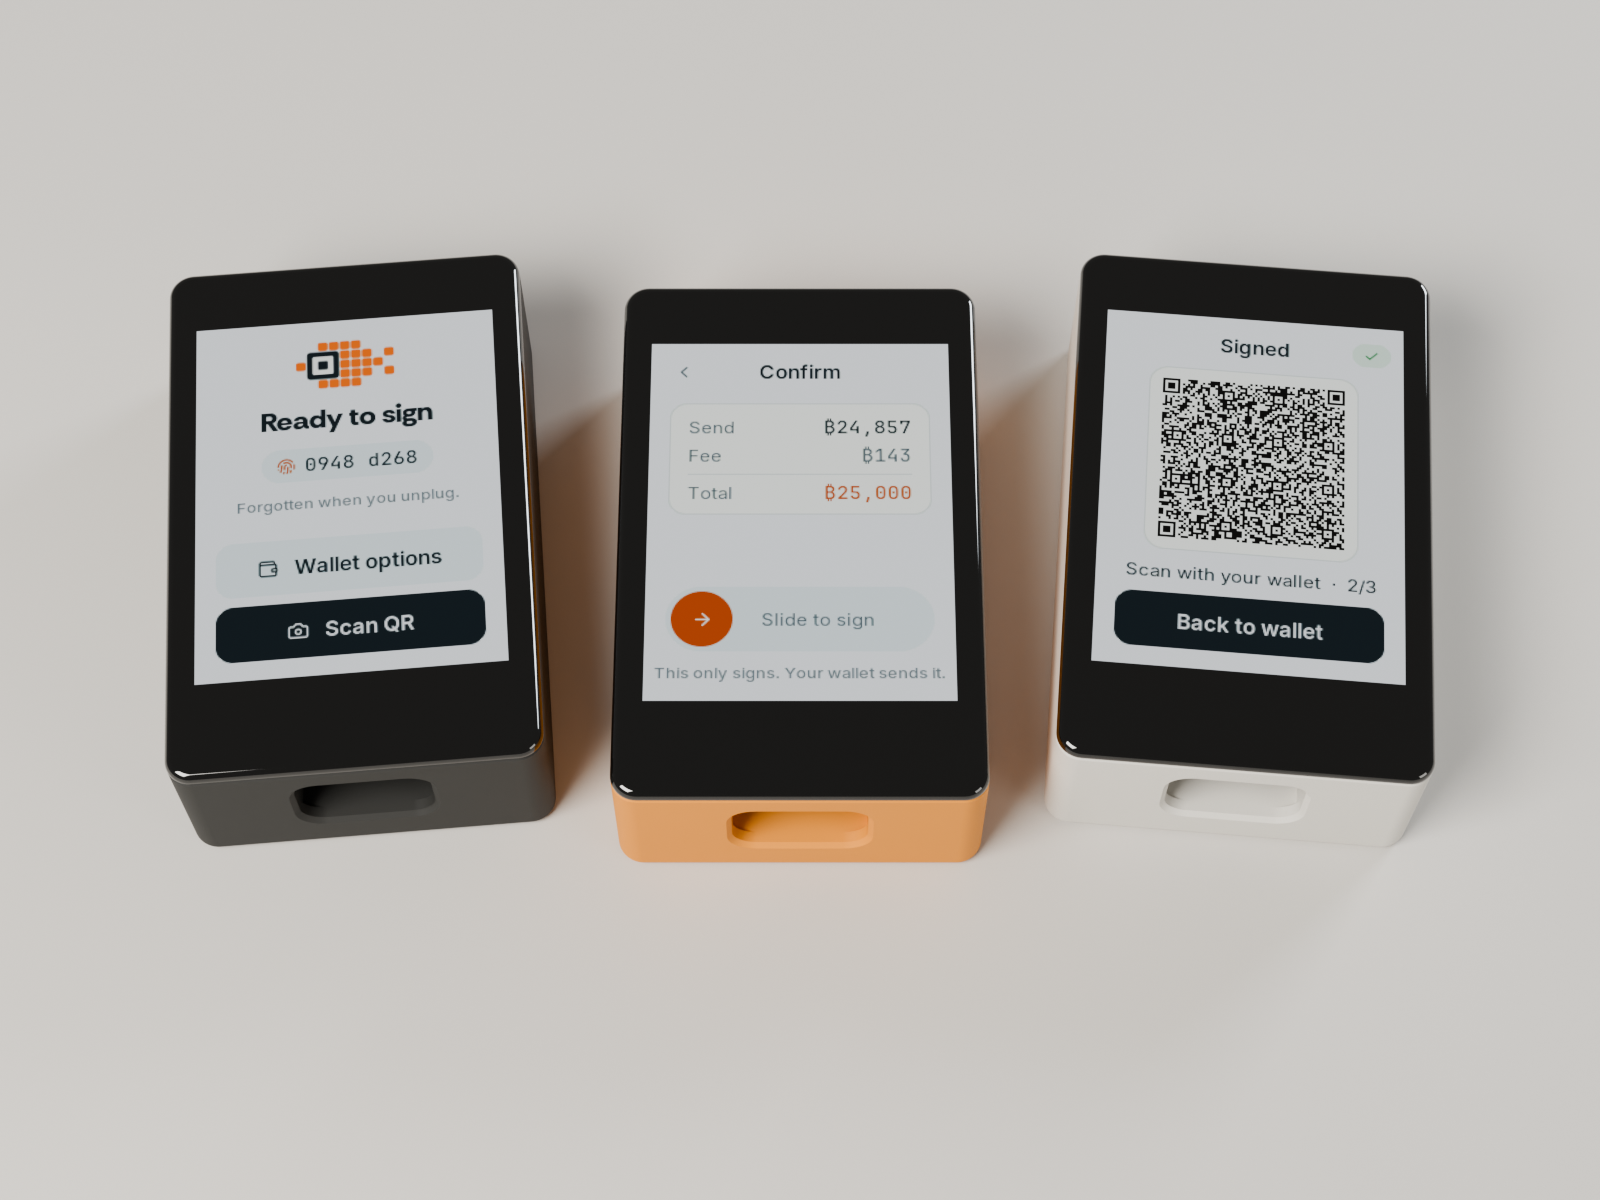 Ready to sign
0948 d268
Forgotten when you unplug.
Wallet options
Scan QR
Confirm
Send ₿24,857
Fee ₿143
Total ₿25,000
Slide to sign
This only signs. Your wallet sends it.
Signed
Scan with your wallet · 2/3
Back to wallet